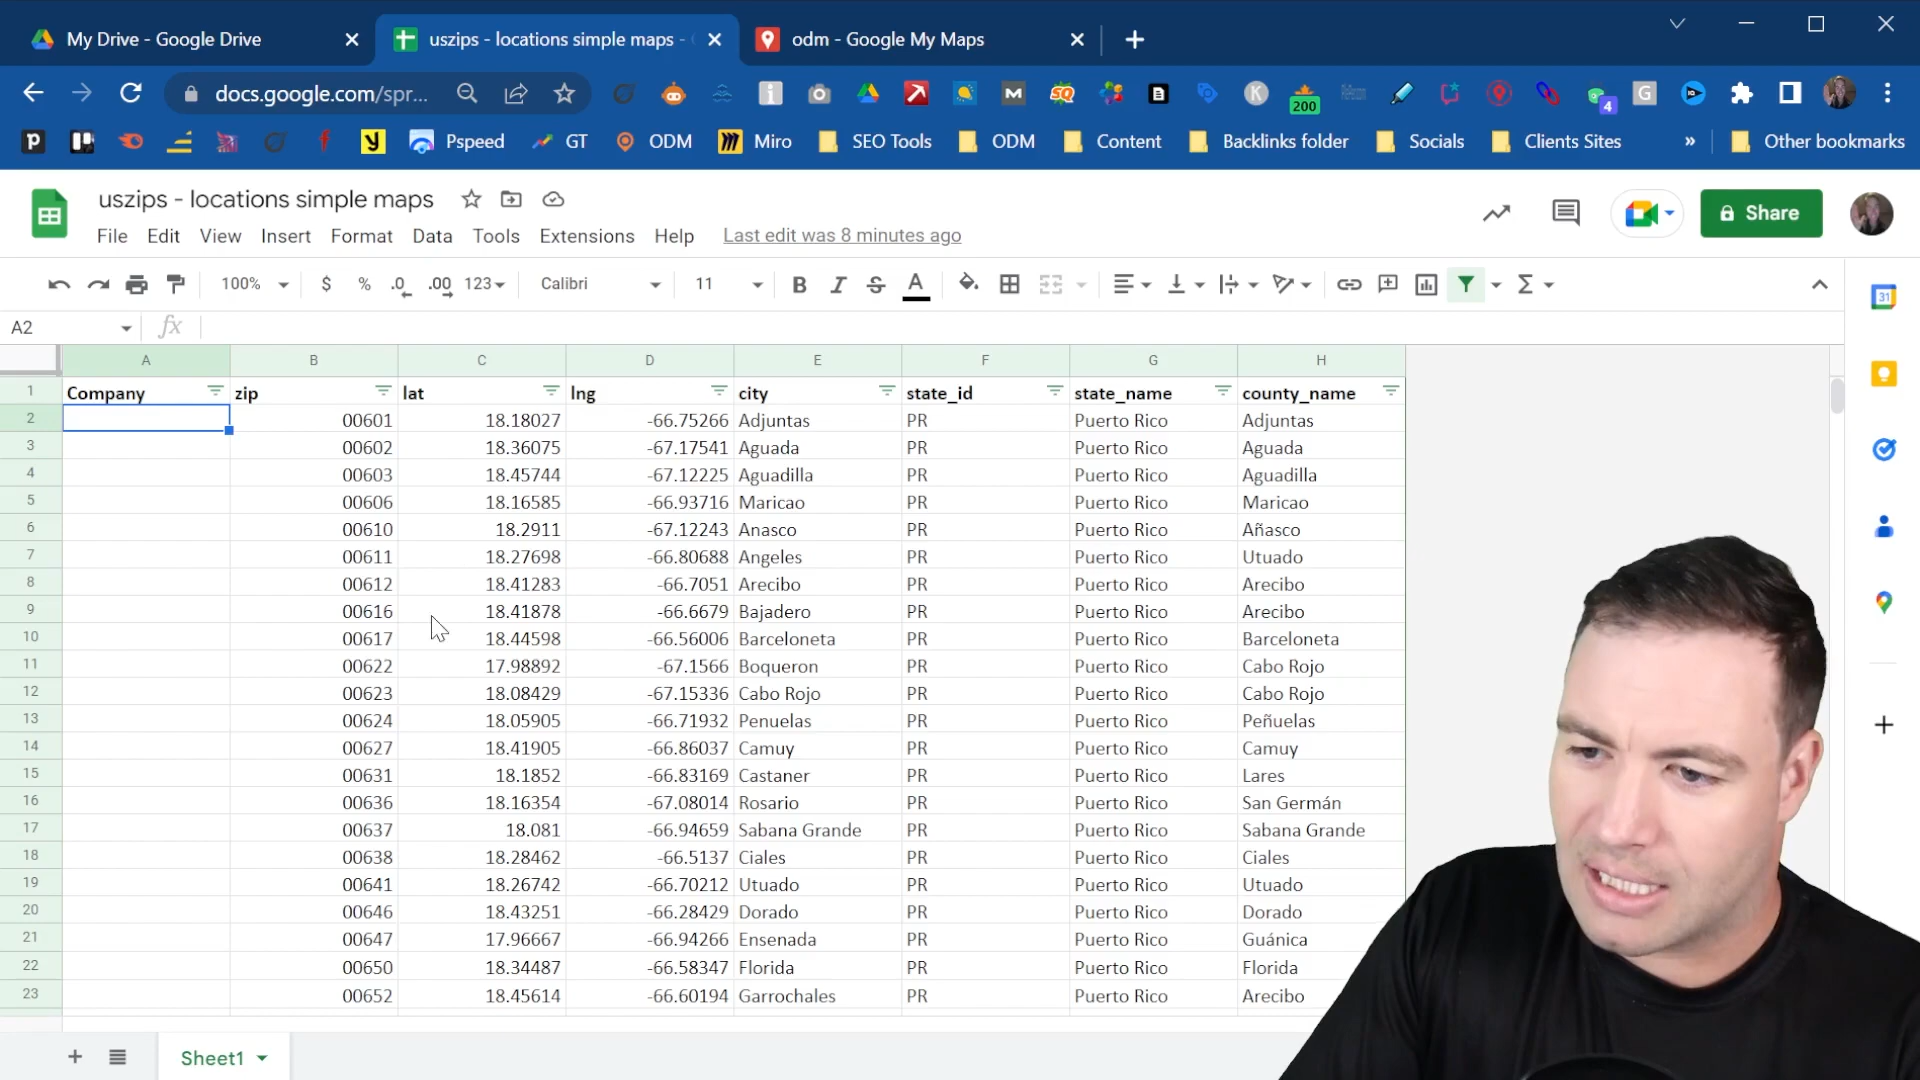 My Drive - Google Drive
uszips - locations simple maps -
odm - Google My Maps
docs.google.com/spr...
SQ
200
4
Pspeed
GT
ODM
Miro
SEO Tools
ODM
Content
Backlinks folder
Socials
Clients Sites
»
Other bookmarks
uszips - locations simple maps
File Edit View Insert Format Data Tools Extensions Help Last edit was 8 minutes ago
Share
100% $ % .0 .00 123 Calibri 11 B I S A Σ
31
A2 fx
A B C D E F G H
1 Company zip lat lng city state_id state_name county_name
2 00601 18.18027 -66.75266 Adjuntas PR Puerto Rico Adjuntas
3 00602 18.36075 -67.17541 Aguada PR Puerto Rico Aguada
4 00603 18.45744 -67.12225 Aguadilla PR Puerto Rico Aguadilla
5 00606 18.16585 -66.93716 Maricao PR Puerto Rico Maricao
6 00610 18.2911 -67.12243 Anasco PR Puerto Rico Añasco
7 00611 18.27698 -66.80688 Angeles PR Puerto Rico Utuado
8 00612 18.41283 -66.7051 Arecibo PR Puerto Rico Arecibo
9 00616 18.41878 -66.6679 Bajadero PR Puerto Rico Arecibo
10 00617 18.44598 -66.56006 Barceloneta PR Puerto Rico Barceloneta
11 00622 17.98892 -67.1566 Boqueron PR Puerto Rico Cabo Rojo
12 00623 18.08429 -67.15336 Cabo Rojo PR Puerto Rico Cabo Rojo
13 00624 18.05905 -66.71932 Penuelas PR Puerto Rico Peñuelas
14 00627 18.41905 -66.86037 Camuy PR Puerto Rico Camuy
15 00631 18.1852 -66.83169 Castaner PR Puerto Rico Lares
16 00636 18.16354 -67.08014 Rosario PR Puerto Rico San Germán
17 00637 18.081 -66.94659 Sabana Grande PR Puerto Rico Sabana Grande
18 00638 18.28462 -66.5137 Ciales PR Puerto Rico Ciales
19 00641 18.26742 -66.70212 Utuado PR Puerto Rico Utuado
20 00646 18.43251 -66.28429 Dorado PR Puerto Rico Dorado
21 00647 17.96667 -66.94266 Ensenada PR Puerto Rico Guánica
22 00650 18.34487 -66.58347 Florida PR Puerto Rico Florida
23 00652 18.45614 -66.60194 Garrochales PR Puerto Rico Arecibo
Sheet1